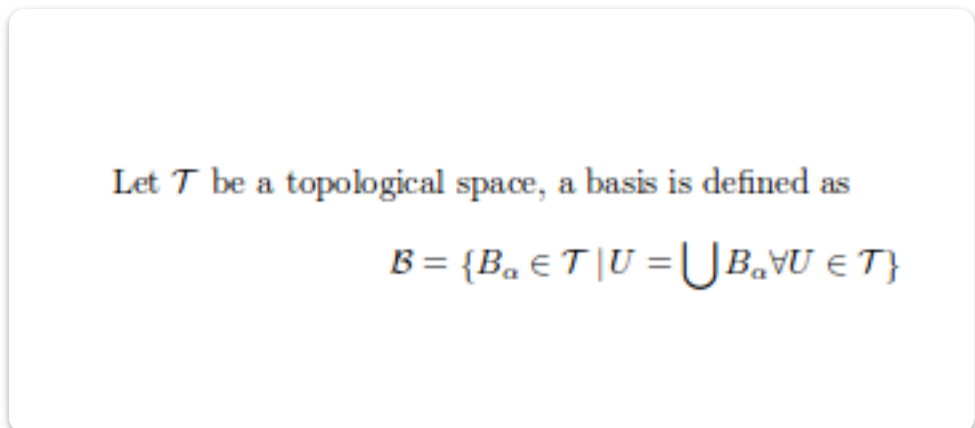 Let 𝒯 be a topological space, a basis is defined as
ℬ = {B_α ∈ 𝒯 | U = ⋃ B_α ∀U ∈ 𝒯}